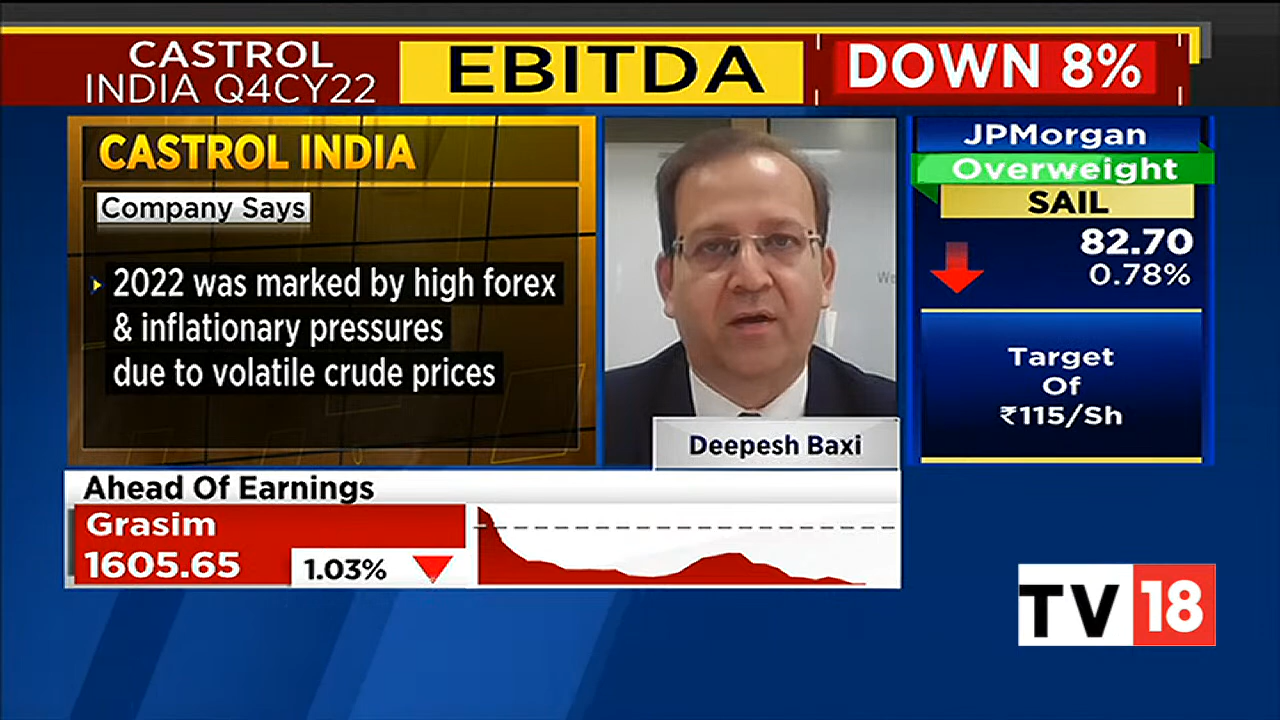 CASTROL
INDIA Q4CY22
EBITDA
DOWN 8%
CASTROL INDIA
Company Says
2022 was marked by high forex
& inflationary pressures
due to volatile crude prices
We
Deepesh Baxi
JPMorgan
Overweight
SAIL
82.70
0.78%
Target
Of
₹115/Sh
Ahead Of Earnings
Grasim
1605.65
1.03%
TV18